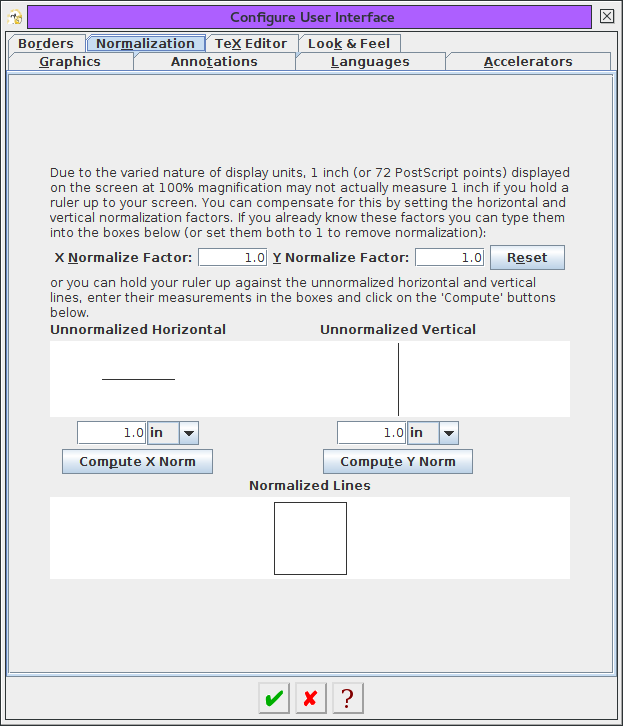 Configure User Interface
Borders Normalization TeX Editor Look & Feel
Graphics Annotations Languages Accelerators
Due to the varied nature of display units, 1 inch (or 72 PostScript points) displayed
on the screen at 100% magnification may not actually measure 1 inch if you hold a
ruler up to your screen. You can compensate for this by setting the horizontal and
vertical normalization factors. If you already know these factors you can type them
into the boxes below (or set them both to 1 to remove normalization):
X Normalize Factor: 1.0 Y Normalize Factor: 1.0 Reset
or you can hold your ruler up against the unnormalized horizontal and vertical
lines, enter their measurements in the boxes and click on the 'Compute' buttons
below.
Unnormalized Horizontal Unnormalized Vertical
1.0 in 1.0 in
Compute X Norm Compute Y Norm
Normalized Lines
?